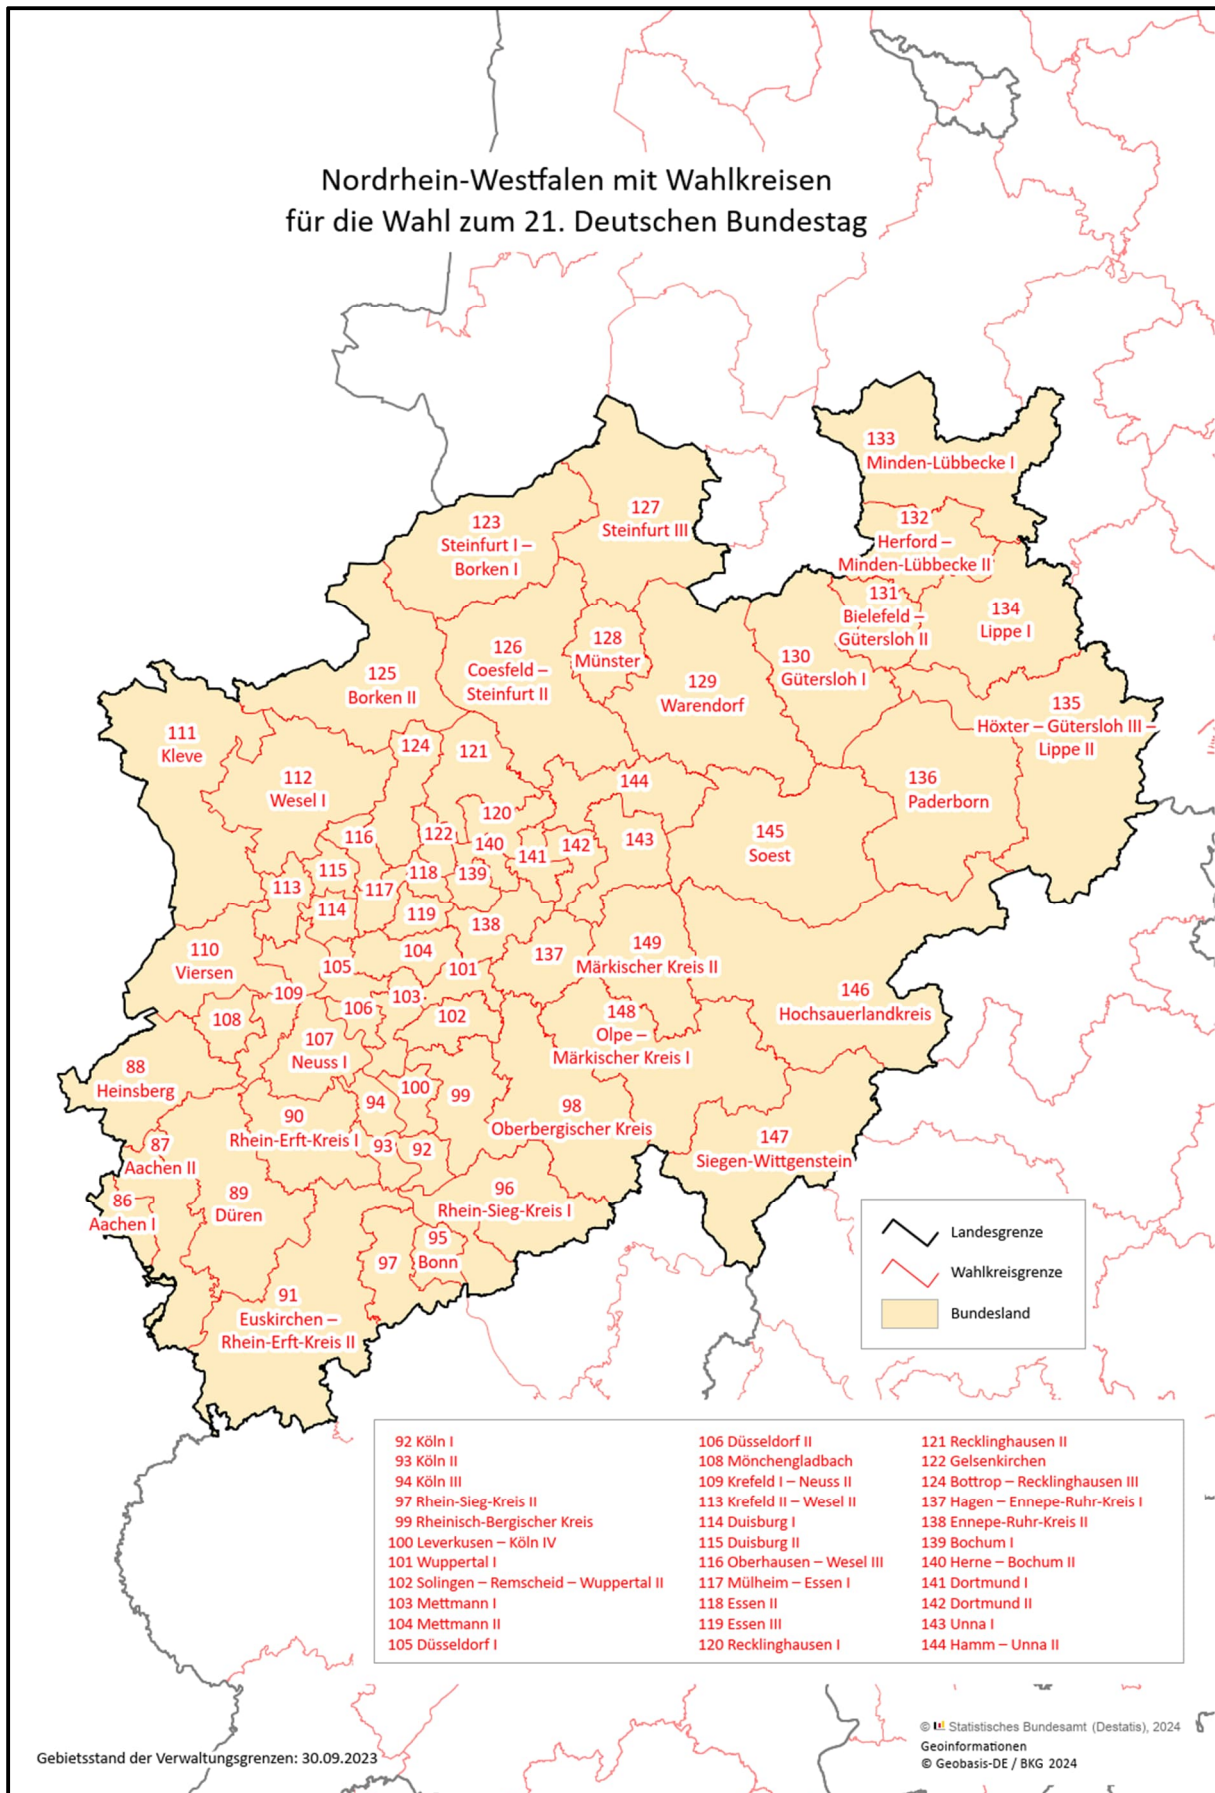 Nordrhein-Westfalen mit Wahlkreisen
für die Wahl zum 21. Deutschen Bundestag
133
Minden-Lübbecke I
127
Steinfurt III
123
Steinfurt I –
Borken I
132
Herford –
Minden-Lübbecke II
131
Bielefeld –
Gütersloh II
134
Lippe I
128
Münster
126
Coesfeld –
Steinfurt II
130
Gütersloh I
125
Borken II
129
Warendorf
135
Höxter – Gütersloh III –
Lippe II
111
Kleve
124
121
112
Wesel I
144
136
Paderborn
120
116
122
140
141
142
143
145
Soest
115
118
139
113
117
114
119
138
110
Viersen
104
137
149
Märkischer Kreis II
105
101
109
103
146
Hochsauerlandkreis
108
106
102
148
Olpe –
Märkischer Kreis I
107
Neuss I
88
Heinsberg
100
99
94
98
Oberbergischer Kreis
90
Rhein-Erft-Kreis I
93
92
147
Siegen-Wittgenstein
87
Aachen II
86
Aachen I
89
Düren
96
Rhein-Sieg-Kreis I
95
Bonn
97
91
Euskirchen –
Rhein-Erft-Kreis II
Landesgrenze
Wahlkreisgrenze
Bundesland
92 Köln I
93 Köln II
94 Köln III
97 Rhein-Sieg-Kreis II
99 Rheinisch-Bergischer Kreis
100 Leverkusen – Köln IV
101 Wuppertal I
102 Solingen – Remscheid – Wuppertal II
103 Mettmann I
104 Mettmann II
105 Düsseldorf I
106 Düsseldorf II
108 Mönchengladbach
109 Krefeld I – Neuss II
113 Krefeld II – Wesel II
114 Duisburg I
115 Duisburg II
116 Oberhausen – Wesel III
117 Mülheim – Essen I
118 Essen II
119 Essen III
120 Recklinghausen I
121 Recklinghausen II
122 Gelsenkirchen
124 Bottrop – Recklinghausen III
137 Hagen – Ennepe-Ruhr-Kreis I
138 Ennepe-Ruhr-Kreis II
139 Bochum I
140 Herne – Bochum II
141 Dortmund I
142 Dortmund II
143 Unna I
144 Hamm – Unna II
© Statistisches Bundesamt (Destatis), 2024
Geoinformationen
© Geobasis-DE / BKG 2024
Gebietsstand der Verwaltungsgrenzen: 30.09.2023